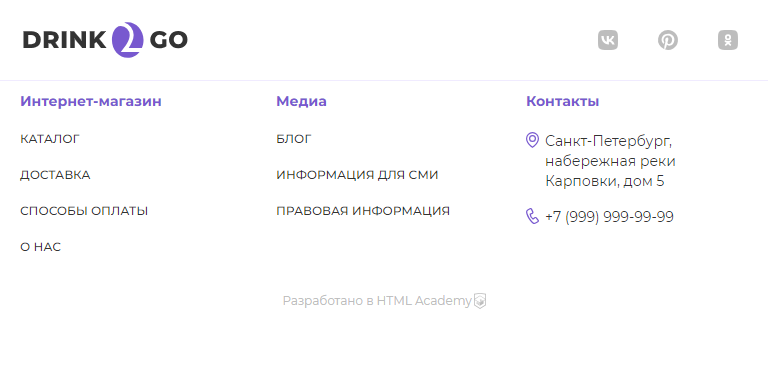 DRINK 2 GO
Интернет-магазин
КАТАЛОГ
ДОСТАВКА
СПОСОБЫ ОПЛАТЫ
О НАС
Медиа
БЛОГ
ИНФОРМАЦИЯ ДЛЯ СМИ
ПРАВОВАЯ ИНФОРМАЦИЯ
Контакты
Санкт-Петербург,
набережная реки
Карповки, дом 5
+7 (999) 999-99-99
Разработано в HTML Academy